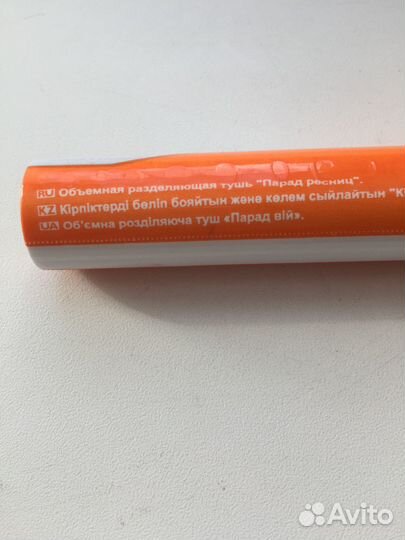 RU Объемная разделяющая тушь "Парад ресниц".
KZ Кірпіктерді бөліп бояйтын және көлем сыйлайтын
UA Об'ємна розділяюча туш «Парад вій».
Avito